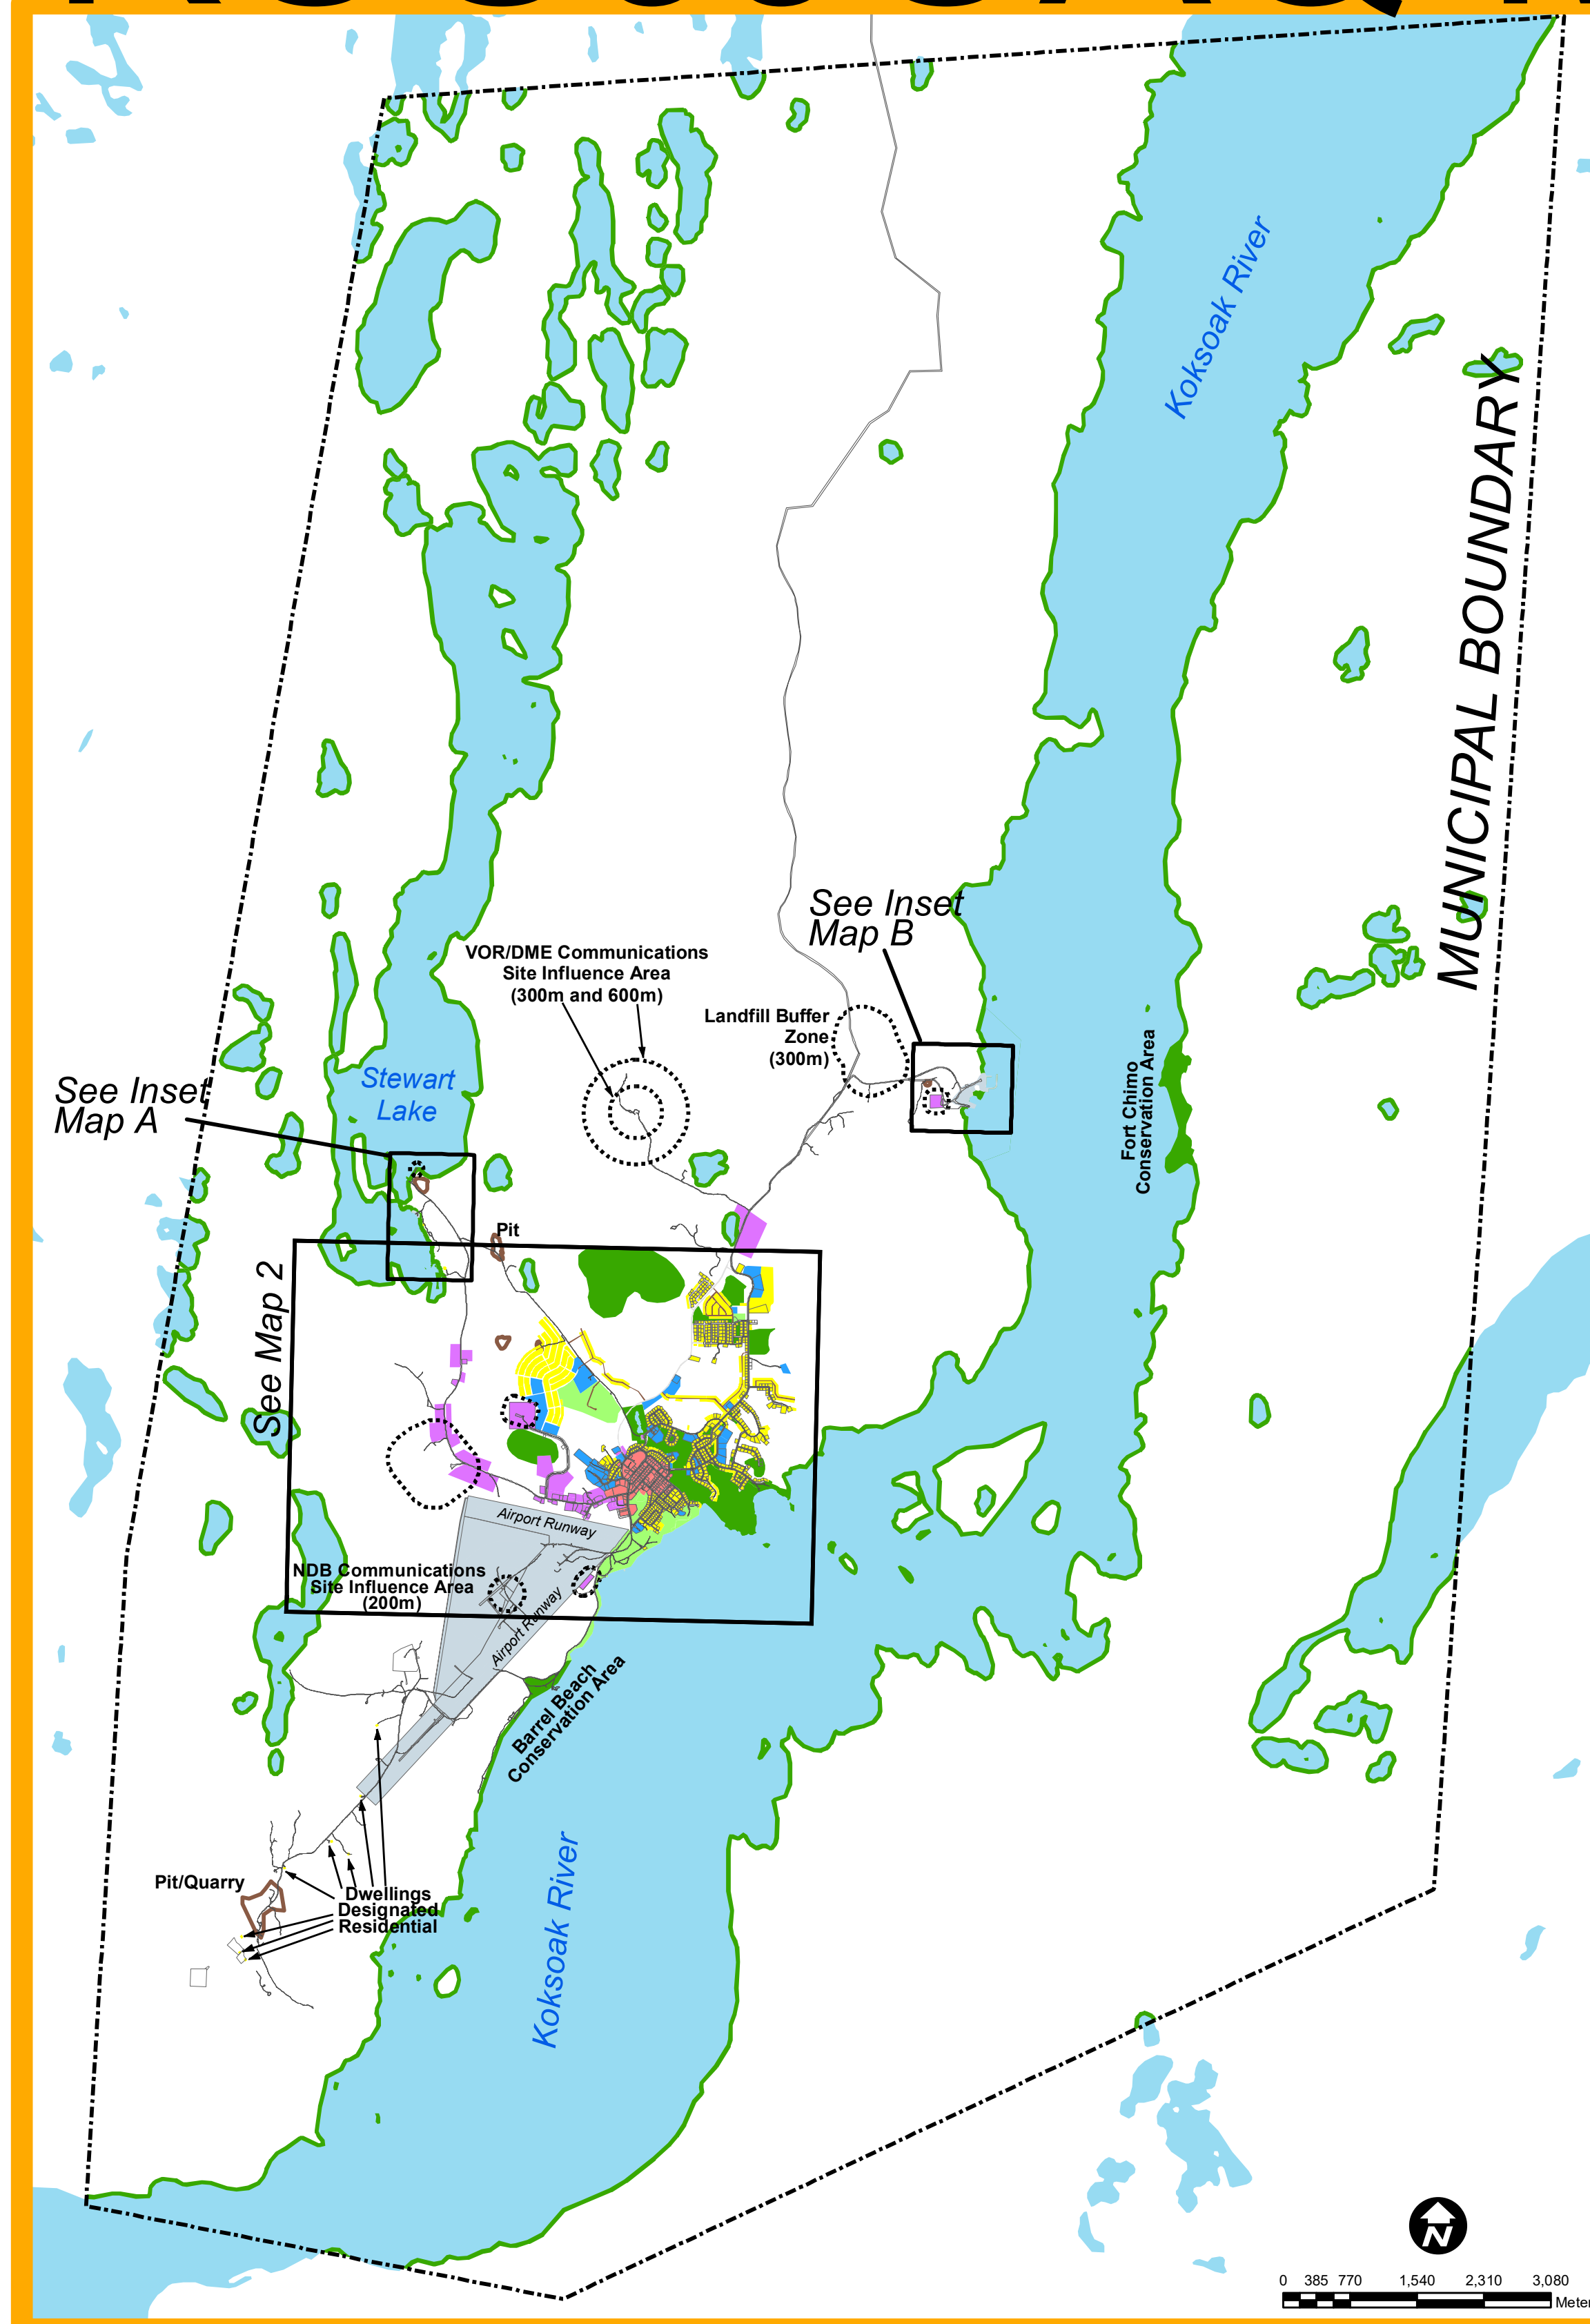 Koksoak River
MUNICIPAL BOUNDARY
See Inset
Map B
VOR/DME Communications
Site Influence Area
(300m and 600m)
Landfill Buffer
Zone
(300m)
Fort Chimo
Conservation Area
Stewart
Lake
See Inset
Map A
Pit
See Map 2
Airport Runway
NDB Communications
Site Influence Area
(200m)
Airport Runway
Barrel Beach
Conservation Area
Pit/Quarry
Dwellings
Designated
Residential
Koksoak River
N
0 385 770 1,540 2,310 3,080
Meter